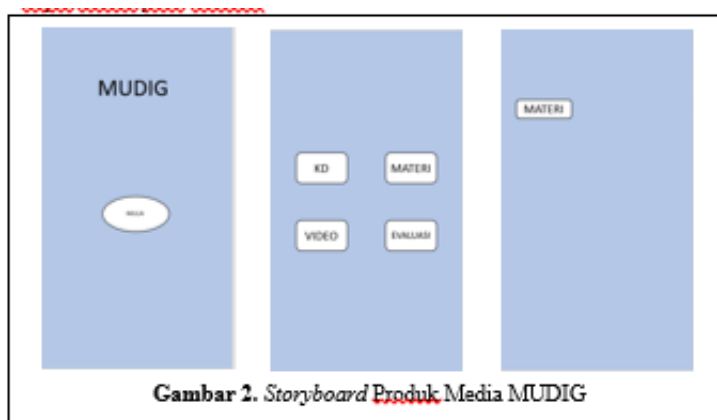 MUDIG
KD
MATERI
VIDEO
EVALUASI
MATERI
Gambar 2. Storyboard Produk Media MUDIG